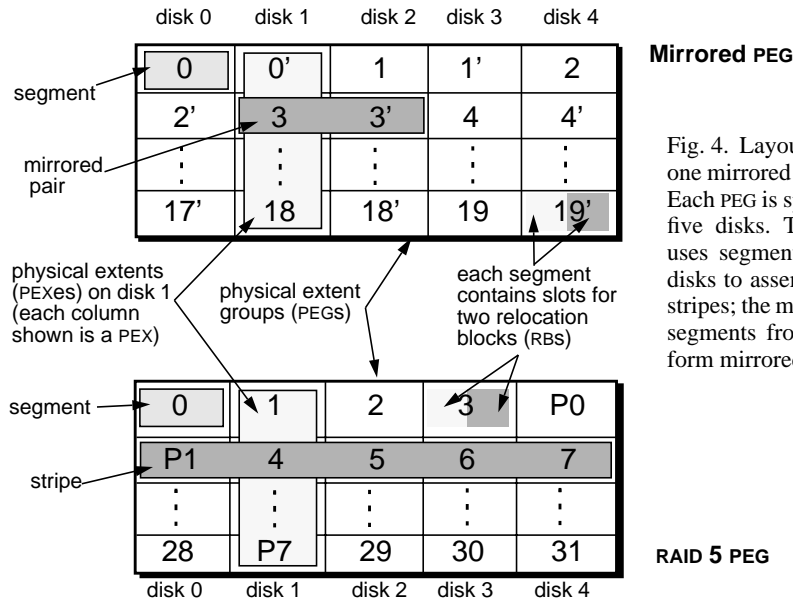 disk 0 disk 1 disk 2 disk 3 disk 4
Mirrored PEG
0 0’ 1 1’ 2
segment
2’ 3 3’ 4 4’
mirrored
pair
17’ 18 18’ 19 19’
Fig. 4. Layou
one mirrored
Each PEG is s
five disks. T
uses segment
disks to asser
stripes; the m
segments fro
form mirrored
physical extents
(PEXes) on disk 1
(each column
shown is a PEX)
physical extent
groups (PEGs)
each segment
contains slots for
two relocation
blocks (RBs)
segment
0 1 2 3 P0
P1 4 5 6 7
stripe
28 P7 29 30 31
RAID 5 PEG
disk 0 disk 1 disk 2 disk 3 disk 4